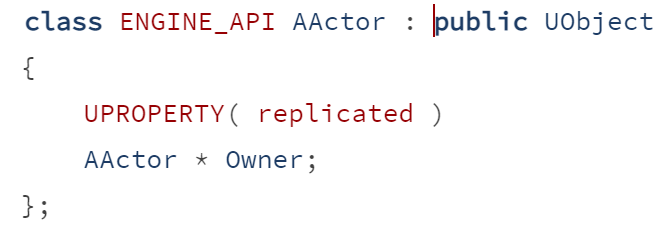 class ENGINE_API AActor : public UObject
{
    UPROPERTY( replicated )
    AActor * Owner;
};